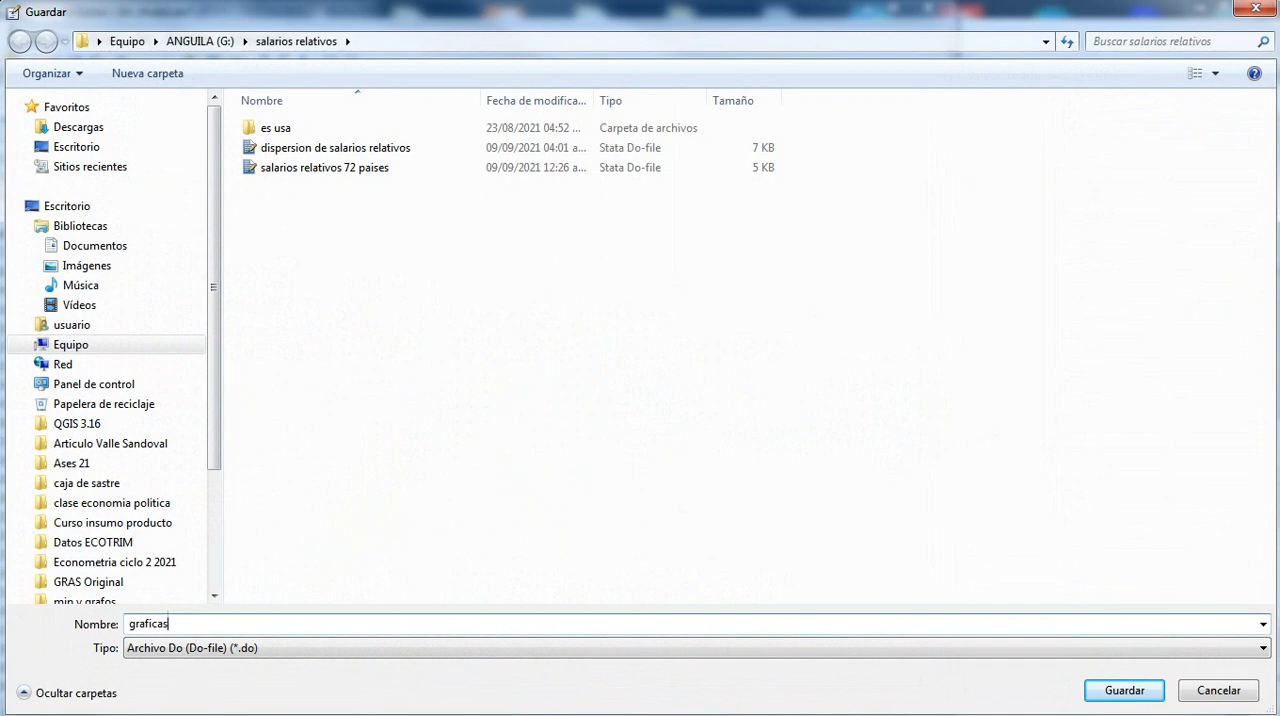 Guardar
Equipo ANGUILA (G:) salarios relativos
Buscar salarios relativos
Organizar Nueva carpeta
Nombre Fecha de modifica... Tipo Tamaño
es usa 23/08/2021 04:52 ... Carpeta de archivos
dispersion de salarios relativos 09/09/2021 04:01 a... Stata Do-file 7 KB
salarios relativos 72 paises 09/09/2021 12:26 a... Stata Do-file 5 KB
Favoritos
Descargas
Escritorio
Sitios recientes
Escritorio
Bibliotecas
Documentos
Imágenes
Música
Vídeos
usuario
Equipo
Red
Panel de control
Papelera de reciclaje
QGIS 3.16
Articulo Valle Sandoval
Ases 21
caja de sastre
clase economia politica
Curso insumo producto
Datos ECOTRIM
Econometria ciclo 2 2021
GRAS Original
Nombre: graficas
Tipo: Archivo Do (Do-file) (*.do)
Ocultar carpetas
Guardar Cancelar